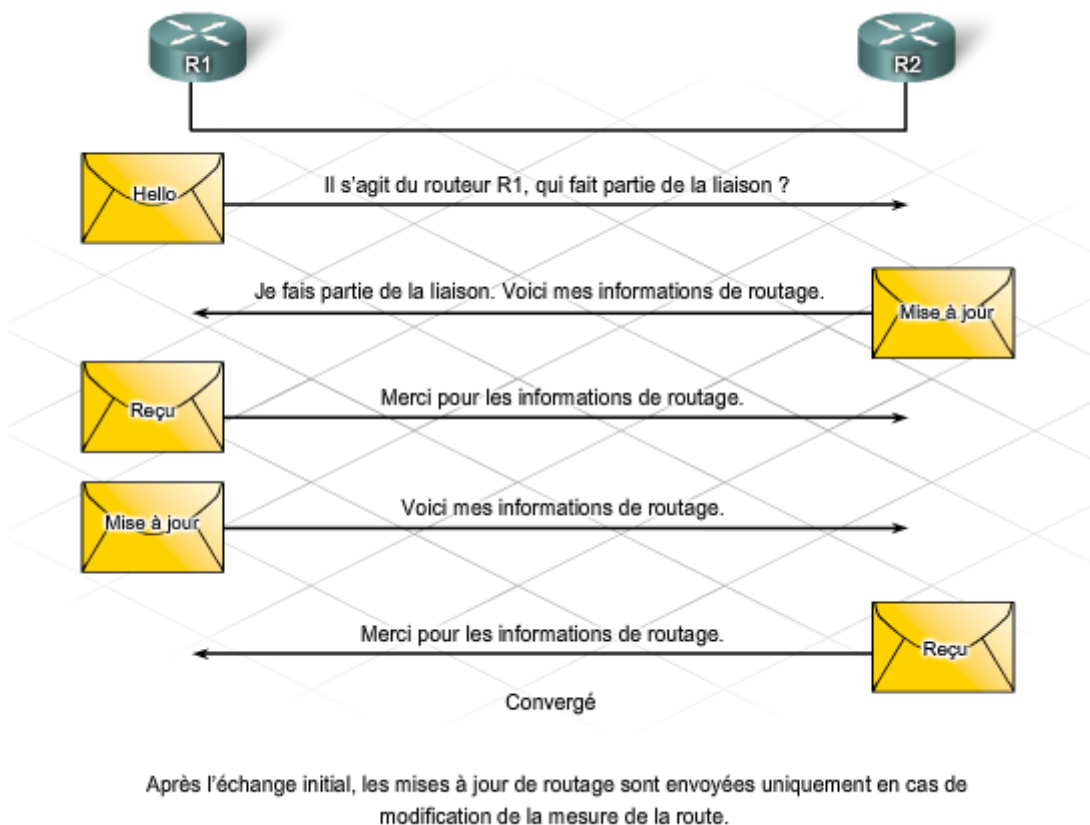 R1
R2
Hello
Il s'agit du routeur R1, qui fait partie de la liaison ?
Je fais partie de la liaison. Voici mes informations de routage.
Mise à jour
Reçu
Merci pour les informations de routage.
Mise à jour
Voici mes informations de routage.
Merci pour les informations de routage.
Reçu
Convergé
Après l'échange initial, les mises à jour de routage sont envoyées uniquement en cas de
modification de la mesure de la route.